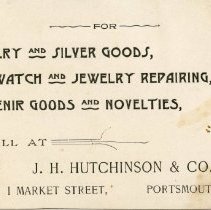 FOR
LRY AND SILVER GOODS,
WATCH AND JEWELRY REPAIRING,
ENIR GOODS AND NOVELTIES,
LL AT
J. H. HUTCHINSON & CO.
1 MARKET STREET, PORTSMOUT